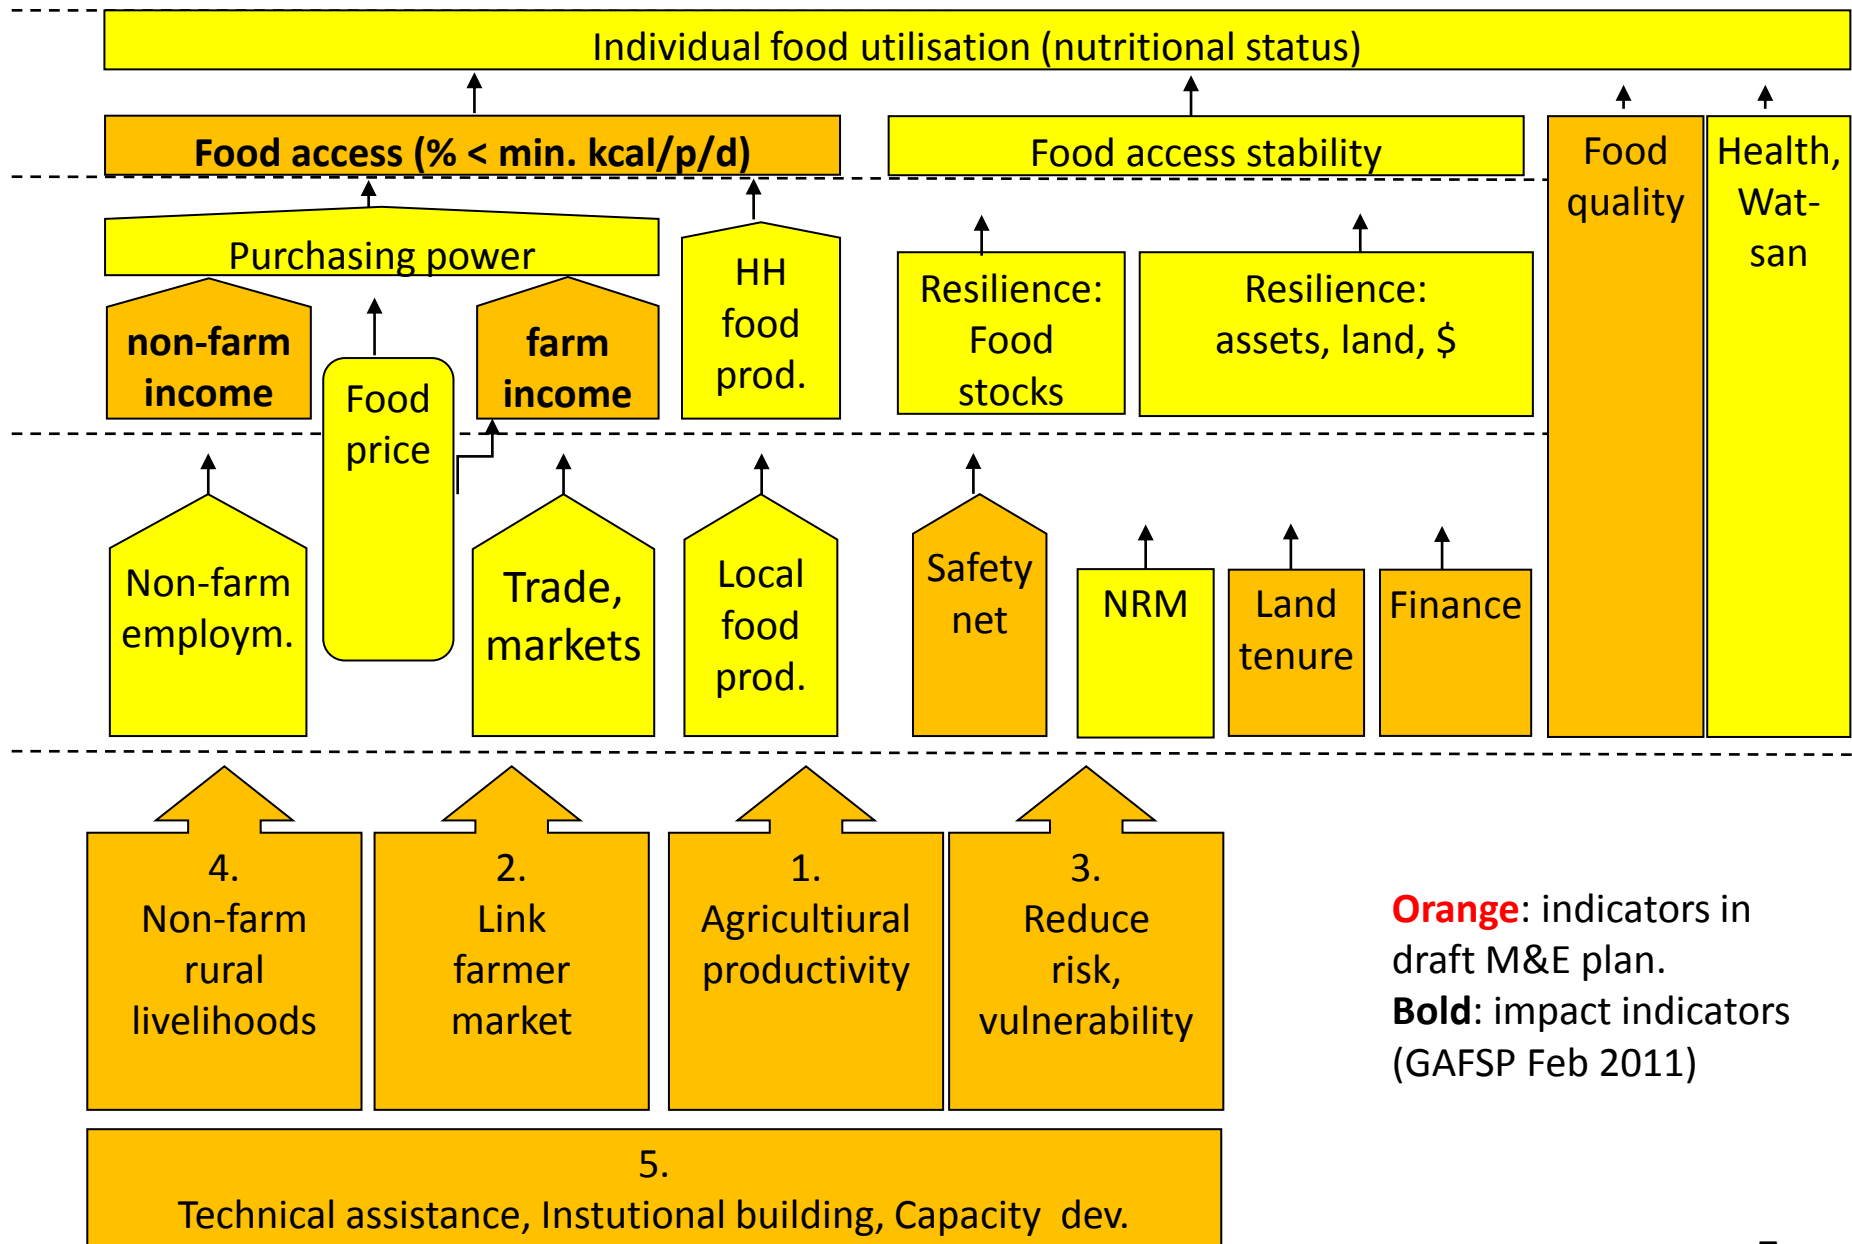 Individual food utilisation (nutritional status)
Food access (% < min. kcal/p/d)
Food access stability
Food
quality
Health,
Wat-
san
Purchasing power
HH
food
prod.
Resilience:
Food
stocks
Resilience:
assets, land, $
non-farm
income
Food
price
farm
income
Non-farm
employm.
Trade,
markets
Local
food
prod.
Safety
net
NRM
Land
tenure
Finance
4.
Non-farm
rural
livelihoods
2.
Link
farmer
market
1.
Agricultiural
productivity
3.
Reduce
risk,
vulnerability
Orange: indicators in
draft M&E plan.
Bold: impact indicators
(GAFSP Feb 2011)
5.
Technical assistance, Instutional building, Capacity dev.